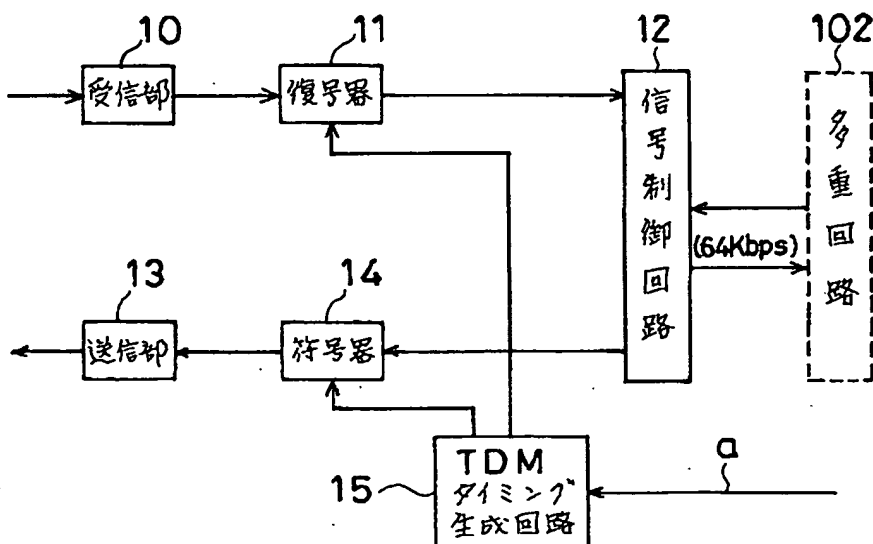 10
受信部
11
復号器
12
信号制御回路
102
多重回路
(64Kbps)
13
送信部
14
符号器
15
TDM
タイミング
生成回路
a